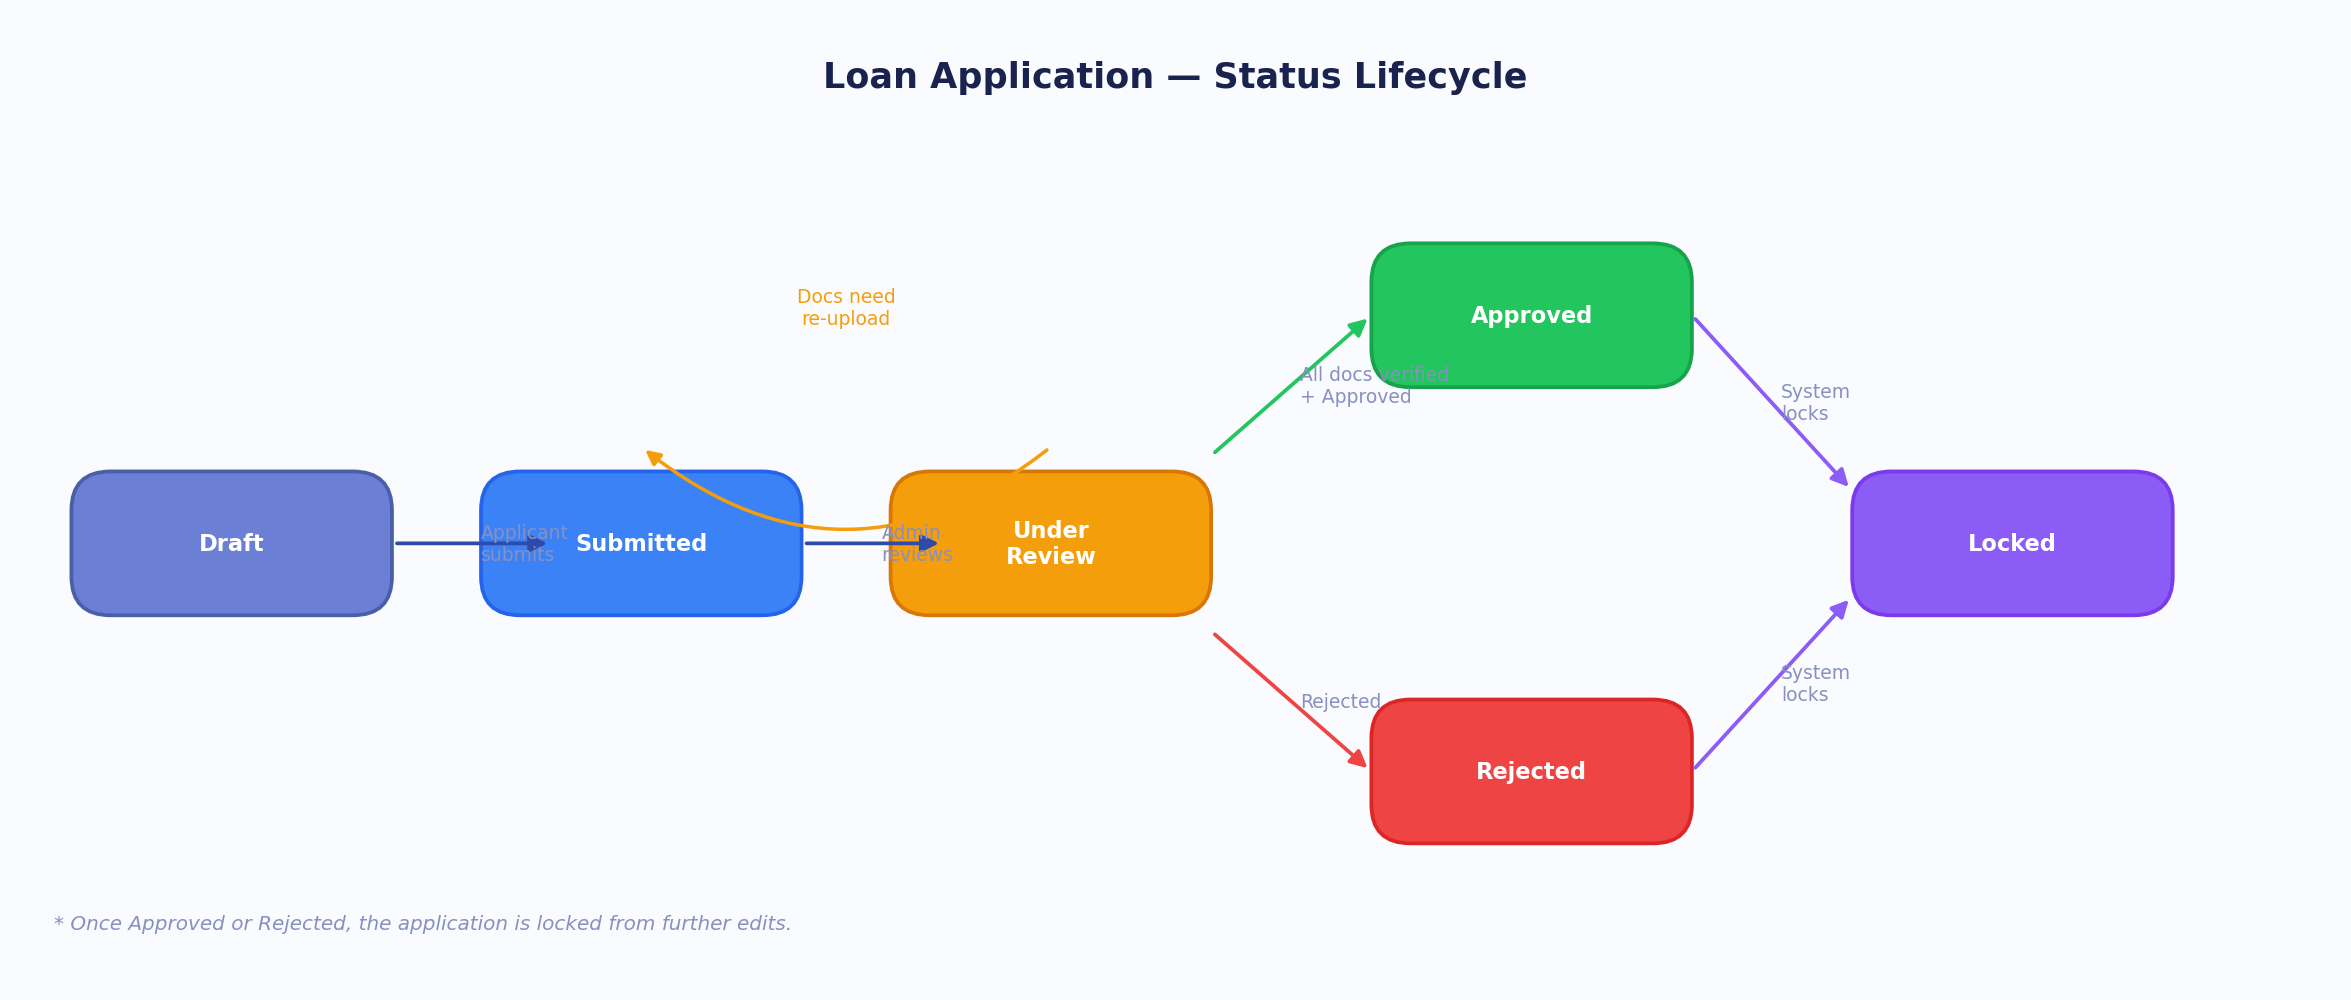 Loan Application — Status Lifecycle
Docs need
re-upload
Approved
All docs verified
+ Approved
System
locks
Draft
Applicant
submits
Submitted
Admin
reviews
Under
Review
Locked
Rejected
System
locks
Rejected
* Once Approved or Rejected, the application is locked from further edits.